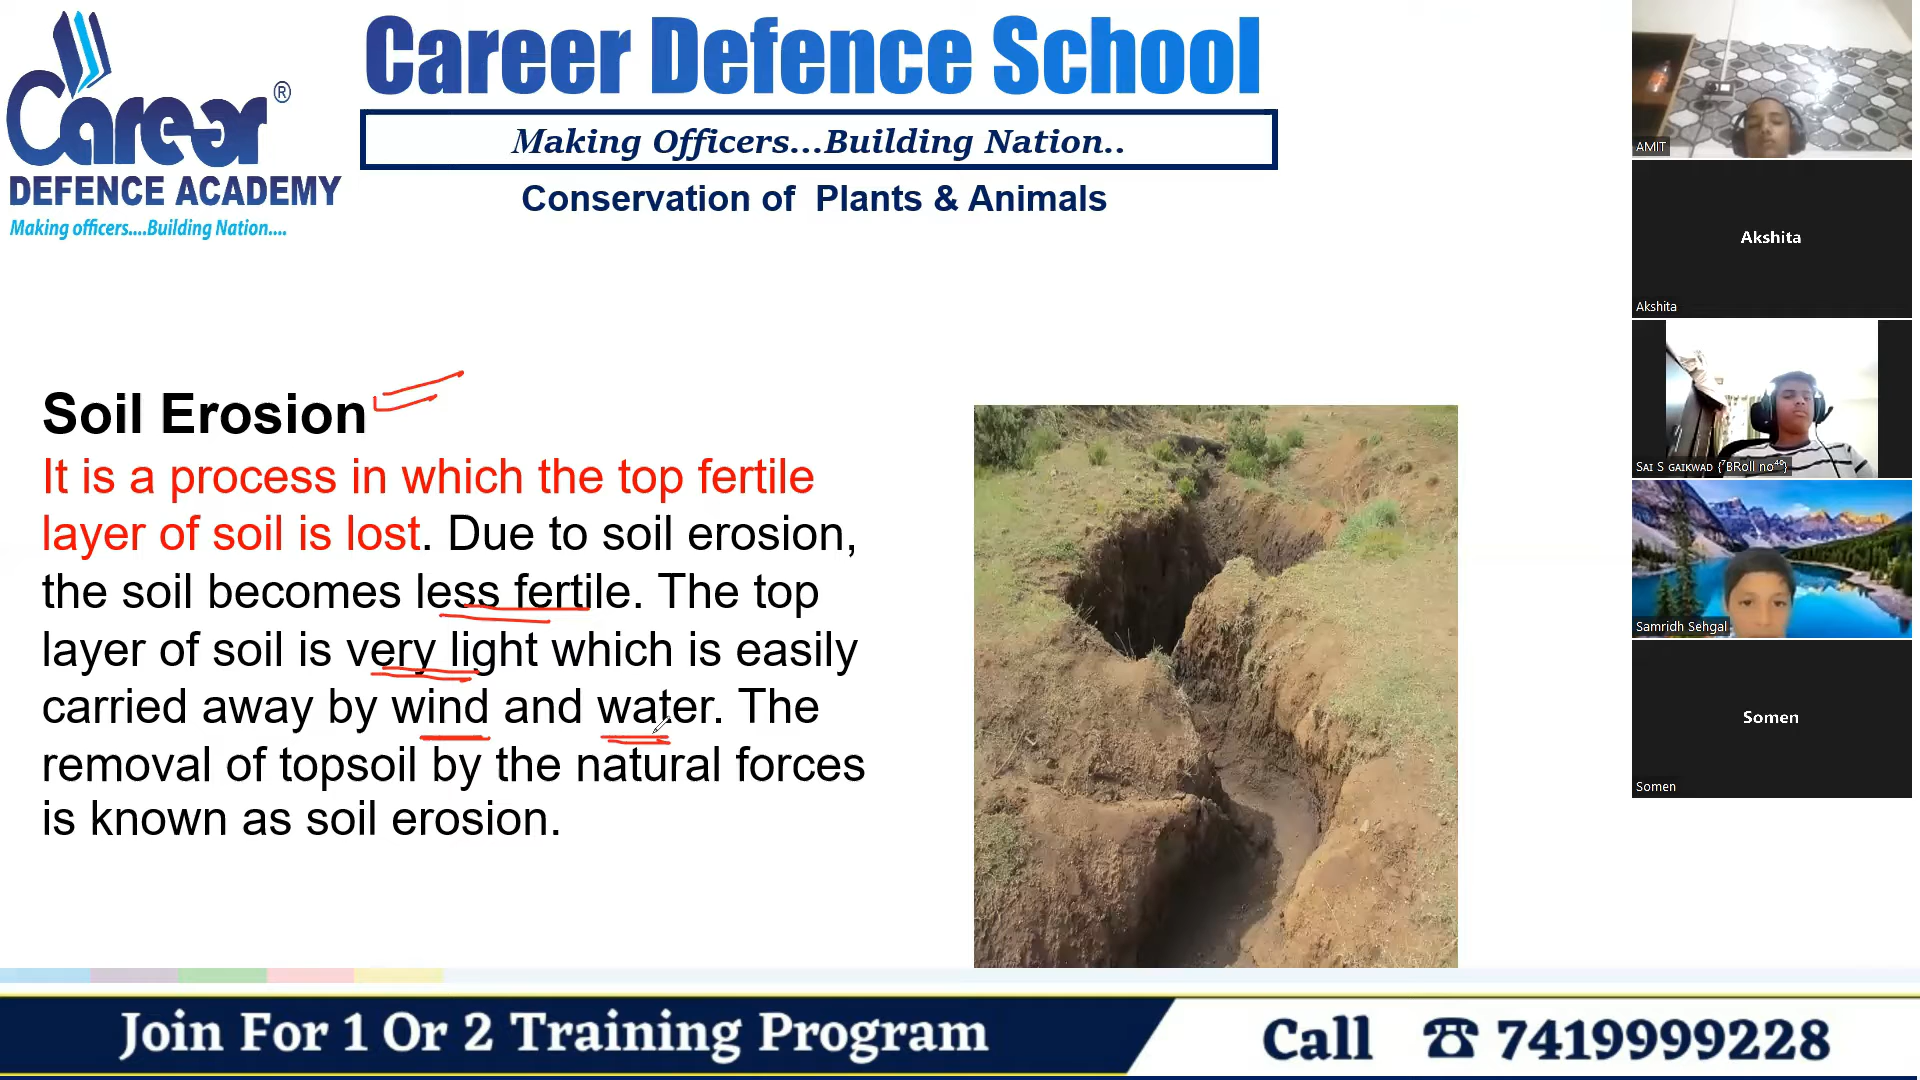 Career®
DEFENCE ACADEMY
Making officers....Building Nation....
Career Defence School
Making Officers...Building Nation..
Conservation of Plants & Animals
Soil Erosion
It is a process in which the top fertile
layer of soil is lost. Due to soil erosion,
the soil becomes less fertile. The top
layer of soil is very light which is easily
carried away by wind and water. The
removal of topsoil by the natural forces
is known as soil erosion.
AMIT
Akshita
Akshita
Sᴀɪ S ɢᴀɪᴋᴡᴀᴅ {⁷BRoll no⁴⁰}
Samridh Sehgal
Somen
Somen
Join For 1 Or 2 Training Program
Call ☎ 7419999228